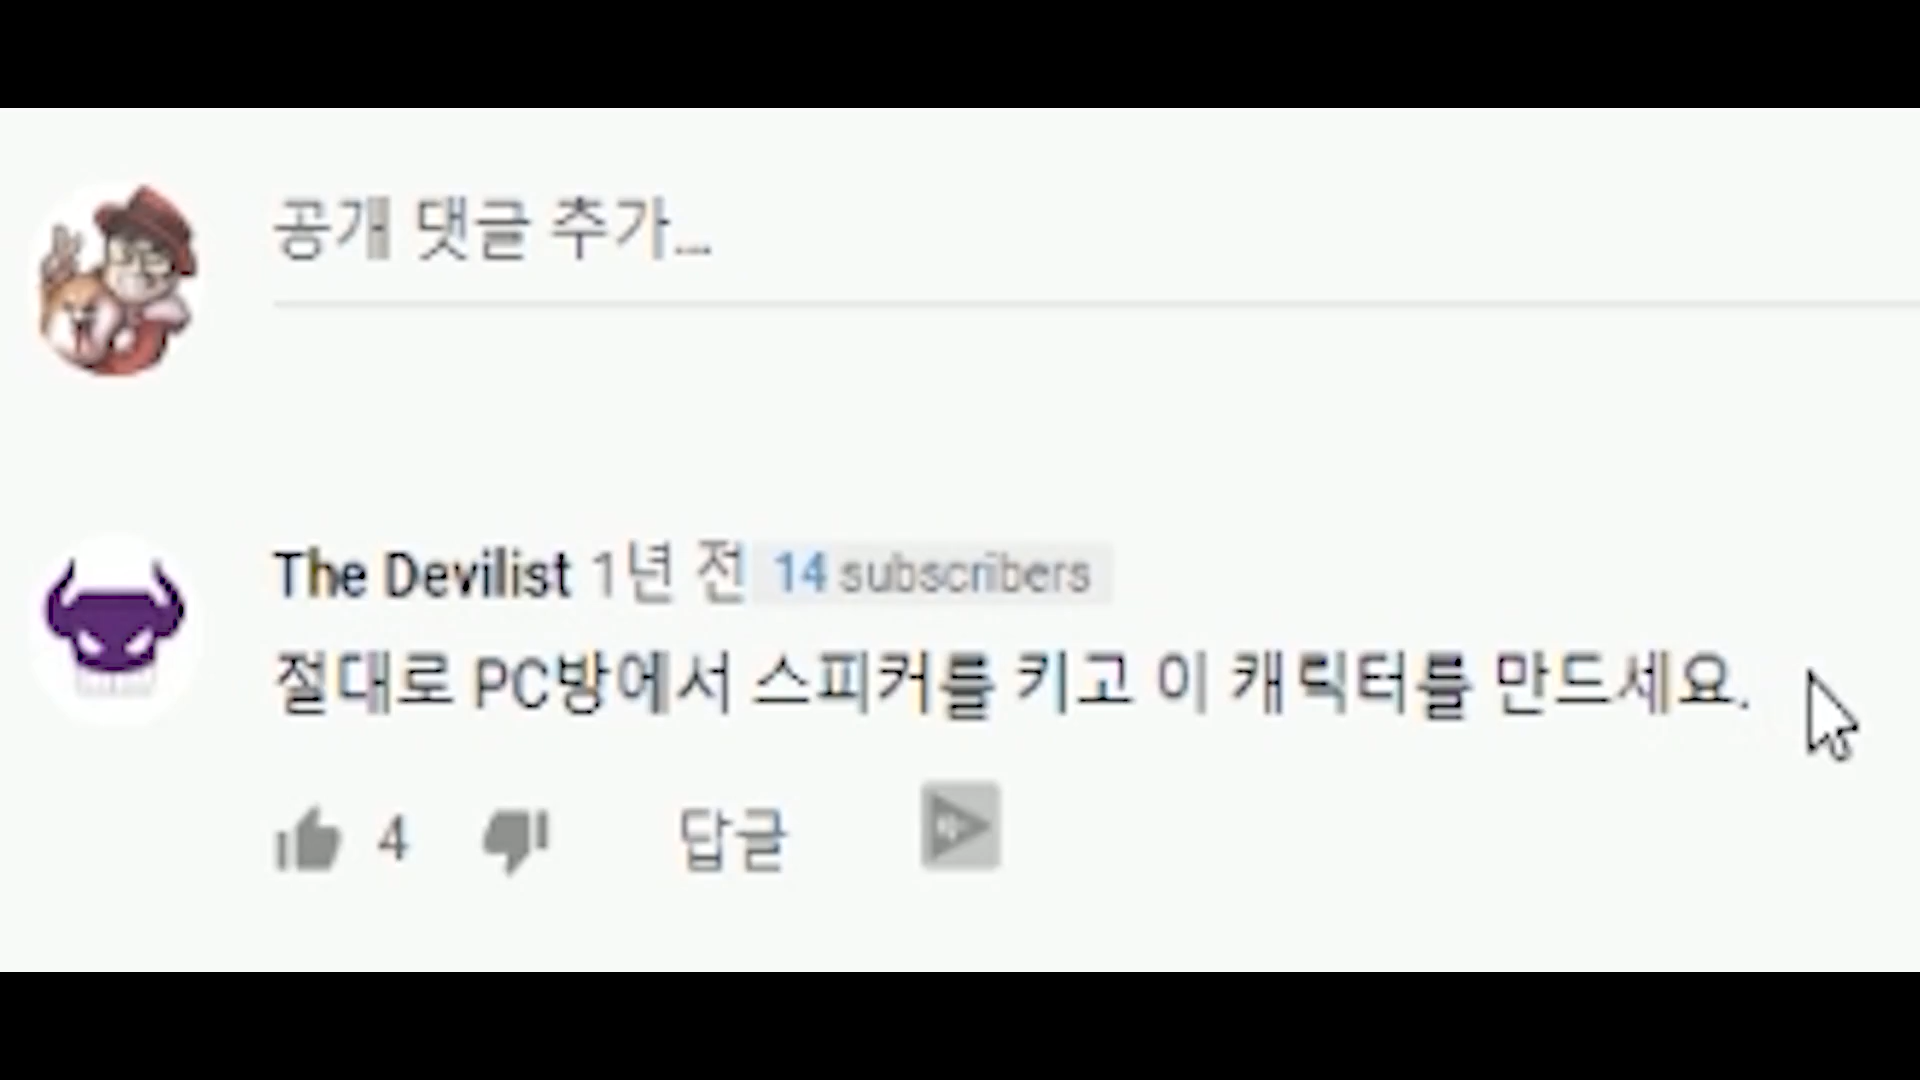 공개 댓글 추가...
The Devilist 1년 전 14 subscribers
절대로 PC방에서 스피커를 키고 이 캐릭터를 만드세요.
4 답글